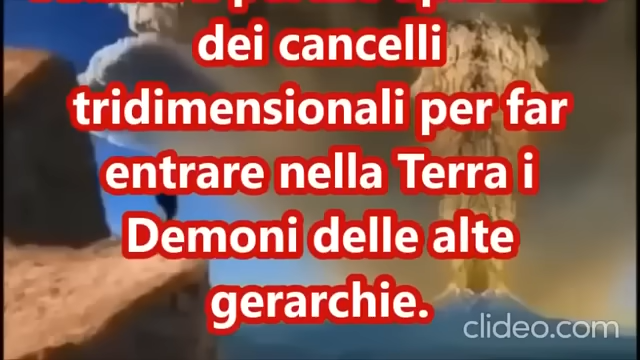 dei cancelli
tridimensionali per far
entrare nella Terra i
Demoni delle alte
gerarchie.
clideo.com